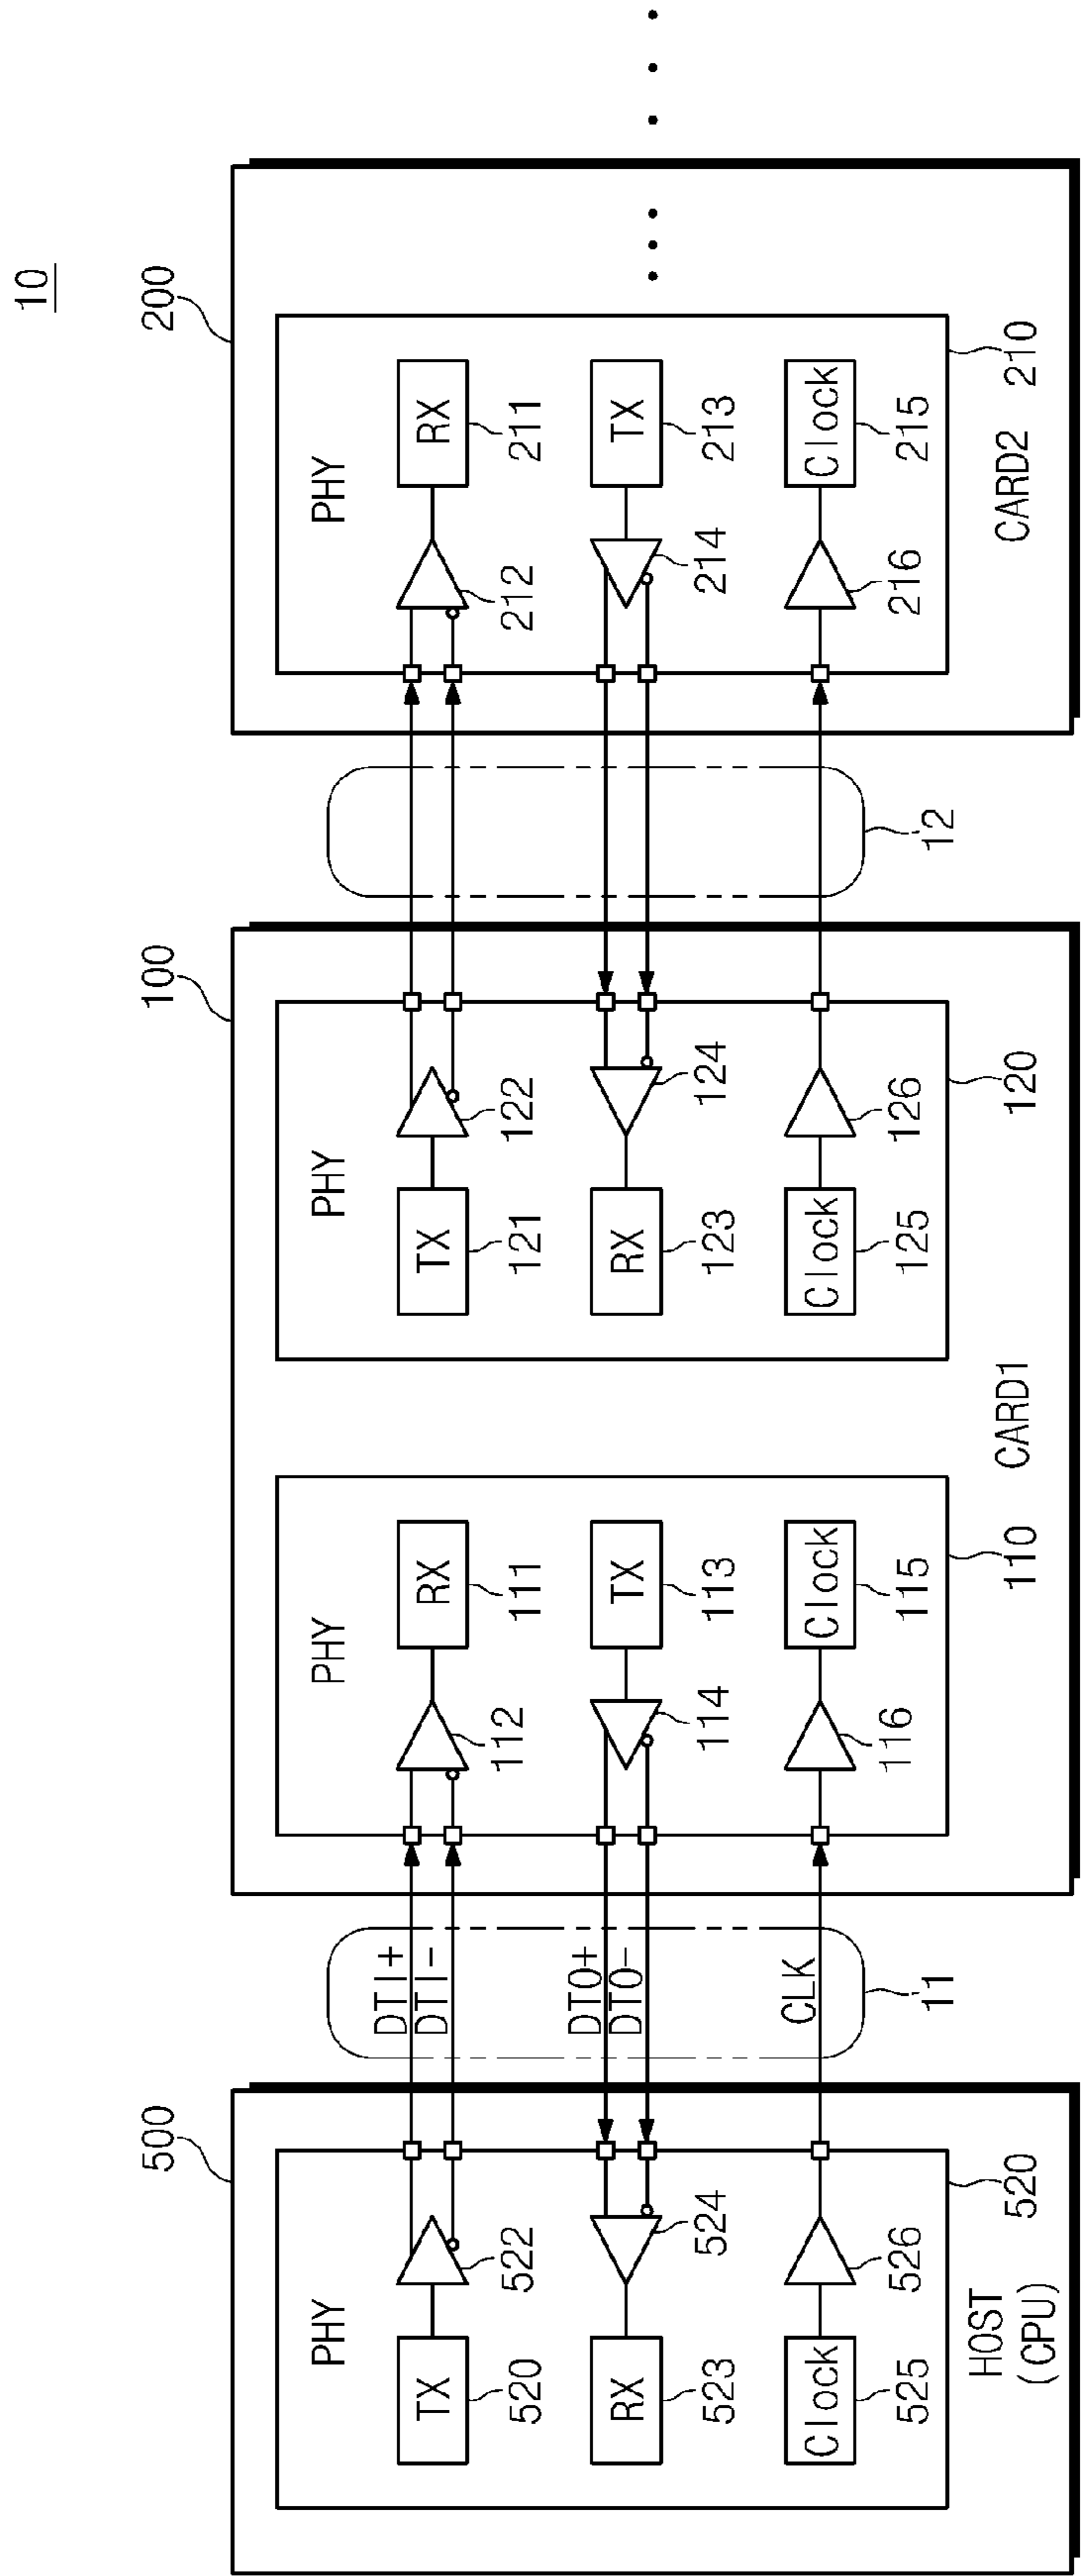 10
500
PHY
TX
520
522
RX
523
524
Clock
525
526
HOST
(CPU)
520
DTI+
DTI-
DTO+
DTO-
CLK
11
100
PHY
RX
111
112
TX
113
114
Clock
115
116
110
CARD1
PHY
TX
121
122
RX
123
124
Clock
125
126
120
12
200
PHY
RX
211
212
TX
213
214
Clock
215
216
CARD2
210